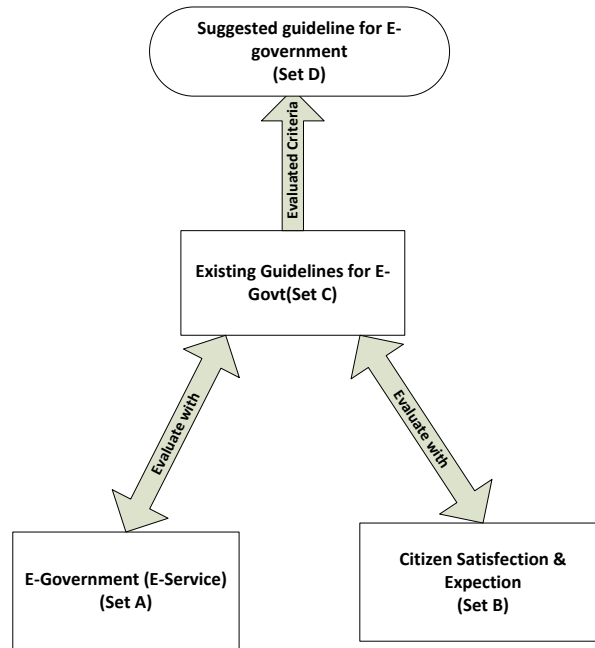 Suggested guideline for E-
government
(Set D)
Evaluated Criteria
Existing Guidelines for E-
Govt(Set C)
Evaluate with
Evaluate with
E-Government (E-Service)
(Set A)
Citizen Satisfaction &
Expection
(Set B)